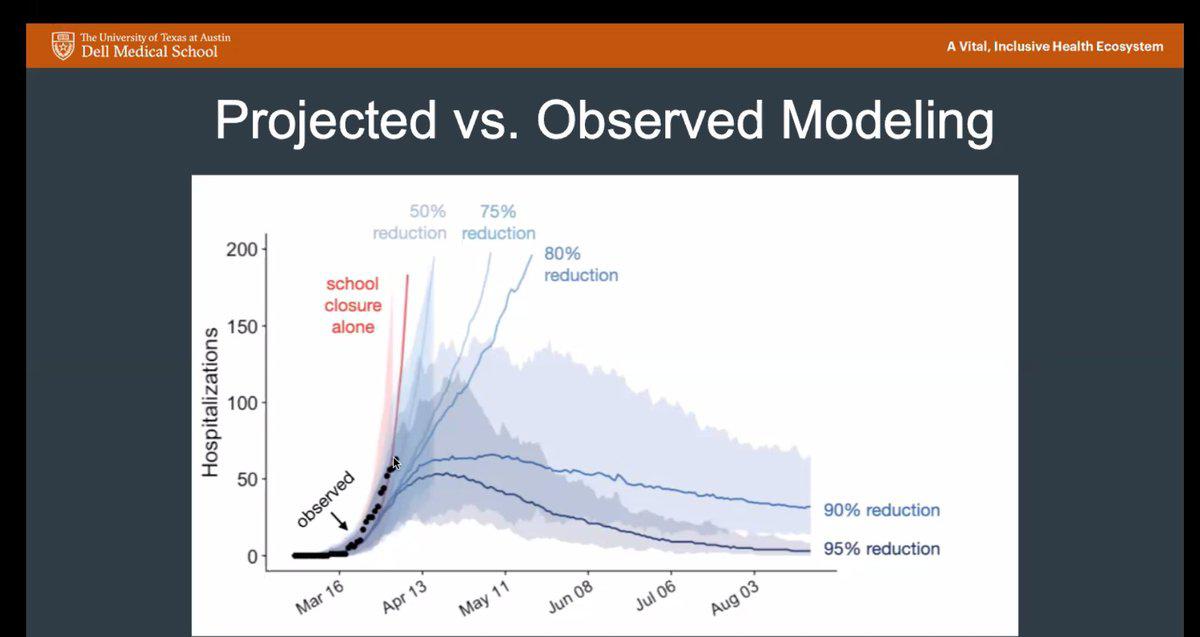 The University of Texas at Austin
Dell Medical School
A Vital, Inclusive Health Ecosystem
Projected vs. Observed Modeling
50%
reduction
75%
reduction
80%
reduction
school
closure
alone
200
150
100
50
0
Hospitalizations
observed
90% reduction
95% reduction
Mar 16
Apr 13
May 11
Jun 08
Jul 06
Aug 03